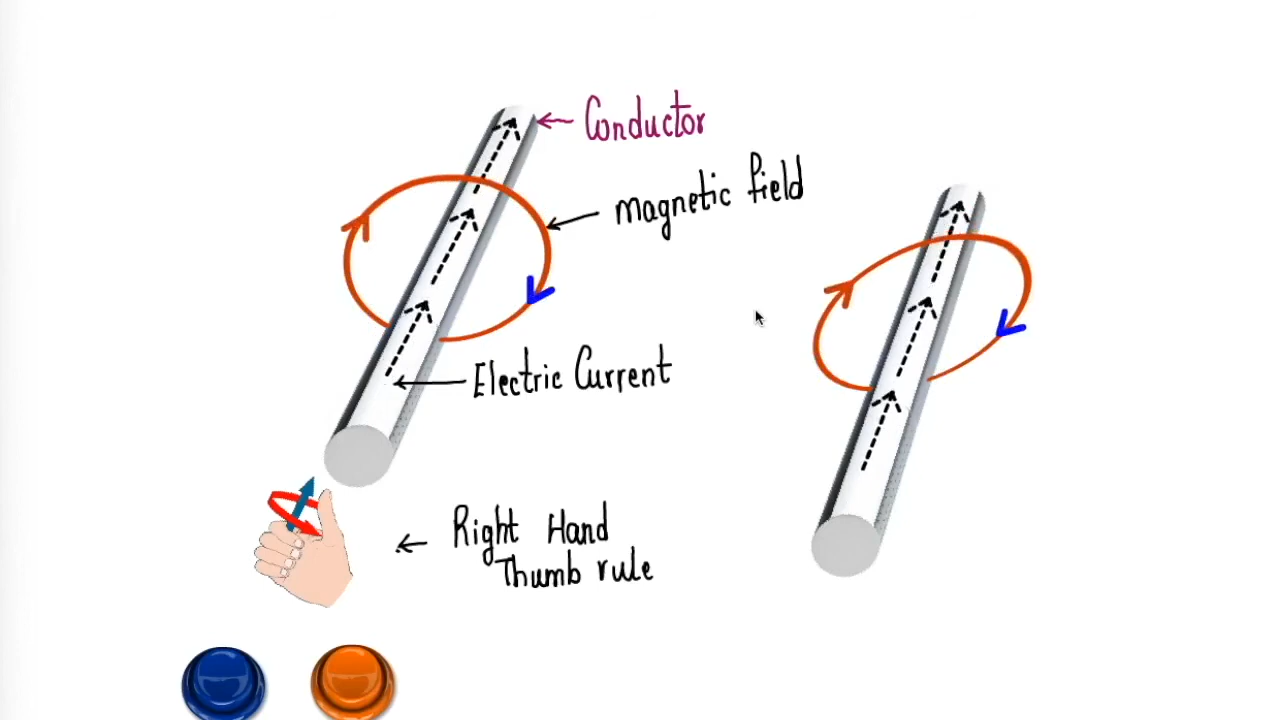 Conductor
magnetic field
Electric Current
Right Hand
Thumb rule